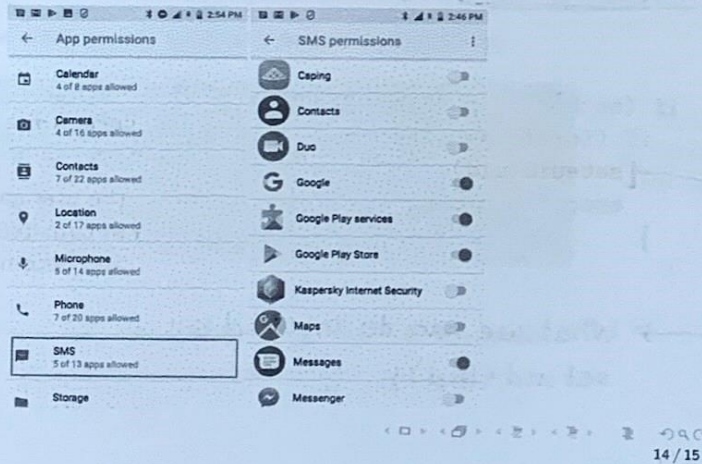 2:54 PM
App permissions
Calendar
4 of 8 apps allowed
Camera
4 of 16 apps allowed
Contacts
7 of 22 apps allowed
Location
2 of 17 apps allowed
Microphone
5 of 14 apps allowed
Phone
7 of 20 apps allowed
SMS
5 of 13 apps allowed
Storage
2:46 PM
SMS permissions
Caping
Contacts
Duo
Google
Google Play services
Google Play Store
Kaspersky Internet Security
Maps
Messages
Messenger
14 / 15